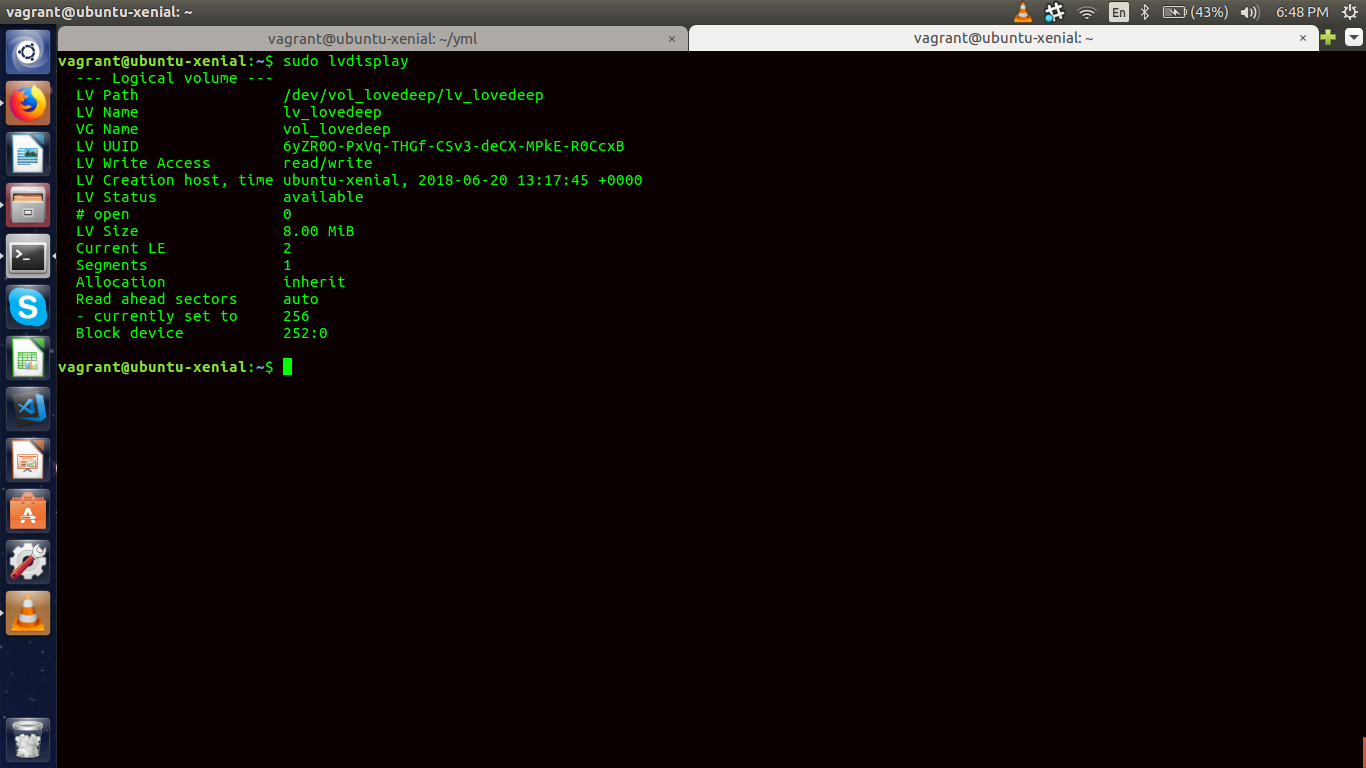 vagrant@ubuntu-xenial: ~
En
(43%)
6:48 PM
vagrant@ubuntu-xenial: ~/yml ×
vagrant@ubuntu-xenial: ~ ×
vagrant@ubuntu-xenial:~$ sudo lvdisplay
--- Logical volume ---
LV Path /dev/vol_lovedeep/lv_lovedeep
LV Name lv_lovedeep
VG Name vol_lovedeep
LV UUID 6yZR0O-PxVq-THGf-CSv3-deCX-MPkE-R0CcxB
LV Write Access read/write
LV Creation host, time ubuntu-xenial, 2018-06-20 13:17:45 +0000
LV Status available
# open 0
LV Size 8.00 MiB
Current LE 2
Segments 1
Allocation inherit
Read ahead sectors auto
- currently set to 256
Block device 252:0
vagrant@ubuntu-xenial:~$